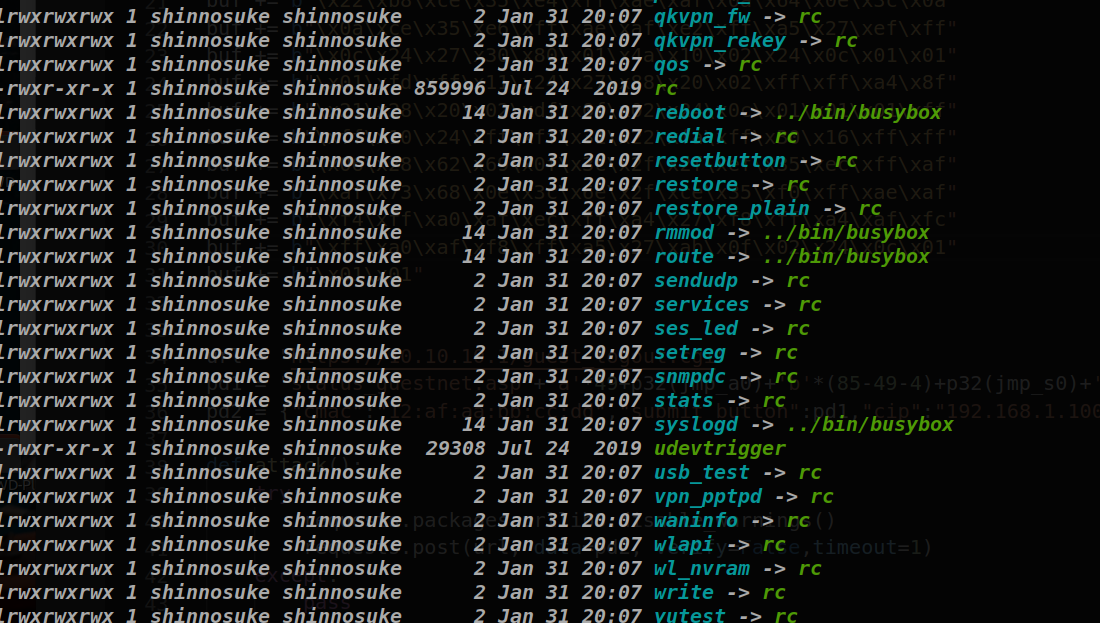 lrwxrwxrwx 1 shinnosuke shinnosuke 2 Jan 31 20:07 qkvpn_fw -> rc
lrwxrwxrwx 1 shinnosuke shinnosuke 2 Jan 31 20:07 qkvpn_rekey -> rc
lrwxrwxrwx 1 shinnosuke shinnosuke 2 Jan 31 20:07 qos -> rc
-rwxr-xr-x 1 shinnosuke shinnosuke 859996 Jul 24 2019 rc
lrwxrwxrwx 1 shinnosuke shinnosuke 14 Jan 31 20:07 reboot -> ../bin/busybox
lrwxrwxrwx 1 shinnosuke shinnosuke 2 Jan 31 20:07 redial -> rc
lrwxrwxrwx 1 shinnosuke shinnosuke 2 Jan 31 20:07 resetbutton -> rc
lrwxrwxrwx 1 shinnosuke shinnosuke 2 Jan 31 20:07 restore -> rc
lrwxrwxrwx 1 shinnosuke shinnosuke 2 Jan 31 20:07 restore_plain -> rc
lrwxrwxrwx 1 shinnosuke shinnosuke 14 Jan 31 20:07 rmmod -> ../bin/busybox
lrwxrwxrwx 1 shinnosuke shinnosuke 14 Jan 31 20:07 route -> ../bin/busybox
lrwxrwxrwx 1 shinnosuke shinnosuke 2 Jan 31 20:07 sendudp -> rc
lrwxrwxrwx 1 shinnosuke shinnosuke 2 Jan 31 20:07 services -> rc
lrwxrwxrwx 1 shinnosuke shinnosuke 2 Jan 31 20:07 ses_led -> rc
lrwxrwxrwx 1 shinnosuke shinnosuke 2 Jan 31 20:07 setreg -> rc
lrwxrwxrwx 1 shinnosuke shinnosuke 2 Jan 31 20:07 snmpdc -> rc
lrwxrwxrwx 1 shinnosuke shinnosuke 2 Jan 31 20:07 stats -> rc
lrwxrwxrwx 1 shinnosuke shinnosuke 14 Jan 31 20:07 syslogd -> ../bin/busybox
-rwxr-xr-x 1 shinnosuke shinnosuke 29308 Jul 24 2019 udevtrigger
lrwxrwxrwx 1 shinnosuke shinnosuke 2 Jan 31 20:07 usb_test -> rc
lrwxrwxrwx 1 shinnosuke shinnosuke 2 Jan 31 20:07 vpn_pptpd -> rc
lrwxrwxrwx 1 shinnosuke shinnosuke 2 Jan 31 20:07 waninfo -> rc
lrwxrwxrwx 1 shinnosuke shinnosuke 2 Jan 31 20:07 wlapi -> rc
lrwxrwxrwx 1 shinnosuke shinnosuke 2 Jan 31 20:07 wl_nvram -> rc
lrwxrwxrwx 1 shinnosuke shinnosuke 2 Jan 31 20:07 write -> rc
lrwxrwxrwx 1 shinnosuke shinnosuke 2 Jan 31 20:07 yutest -> rc